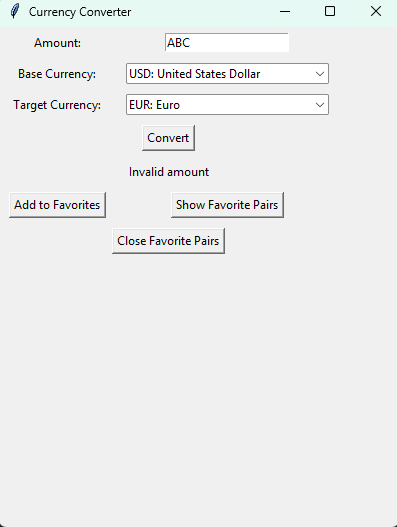 Currency Converter
Amount: ABC
Base Currency: USD: United States Dollar
Target Currency: EUR: Euro
Convert
Invalid amount
Add to Favorites Show Favorite Pairs
Close Favorite Pairs